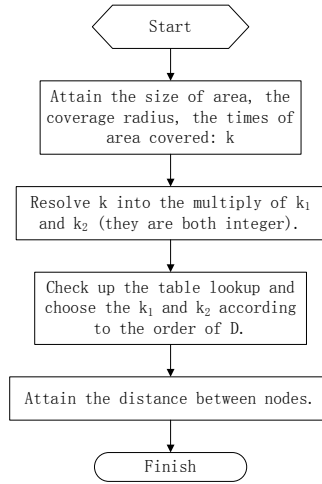 Start
Attain the size of area, the
coverage radius, the times of
area covered: k
Resolve k into the multiply of k₁
and k₂ (they are both integer).
Check up the table lookup and
choose the k₁ and k₂ according
to the order of D.
Attain the distance between nodes.
Finish